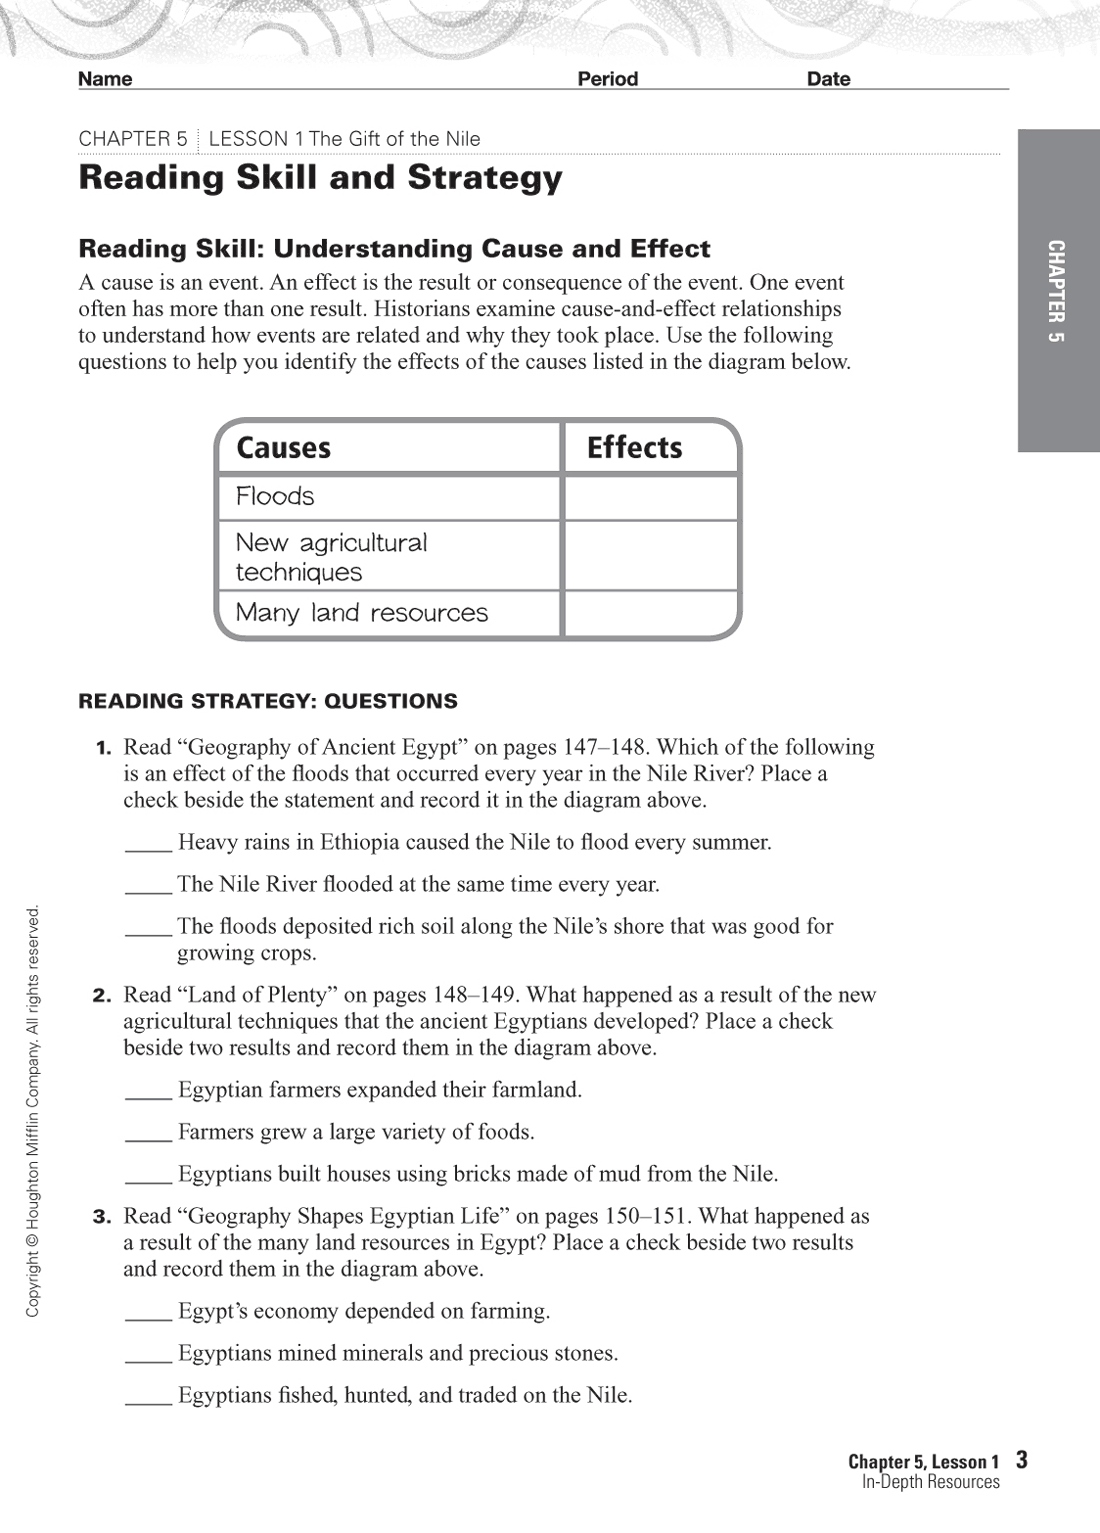 Name Period Date
CHAPTER 5 LESSON 1 The Gift of the Nile
Reading Skill and Strategy
CHAPTER 5
Reading Skill: Understanding Cause and Effect
A cause is an event. An effect is the result or consequence of the event. One event
often has more than one result. Historians examine cause-and-effect relationships
to understand how events are related and why they took place. Use the following
questions to help you identify the effects of the causes listed in the diagram below.
Causes Effects
Floods
New agricultural
techniques
Many land resources
READING STRATEGY: QUESTIONS
1. Read “Geography of Ancient Egypt” on pages 147–148. Which of the following
is an effect of the floods that occurred every year in the Nile River? Place a
check beside the statement and record it in the diagram above.
____ Heavy rains in Ethiopia caused the Nile to flood every summer.
____ The Nile River flooded at the same time every year.
____ The floods deposited rich soil along the Nile’s shore that was good for
growing crops.
2. Read “Land of Plenty” on pages 148–149. What happened as a result of the new
agricultural techniques that the ancient Egyptians developed? Place a check
beside two results and record them in the diagram above.
____ Egyptian farmers expanded their farmland.
____ Farmers grew a large variety of foods.
____ Egyptians built houses using bricks made of mud from the Nile.
3. Read “Geography Shapes Egyptian Life” on pages 150–151. What happened as
a result of the many land resources in Egypt? Place a check beside two results
and record them in the diagram above.
____ Egypt’s economy depended on farming.
____ Egyptians mined minerals and precious stones.
____ Egyptians fished, hunted, and traded on the Nile.
Copyright © Houghton Mifflin Company. All rights reserved.
Chapter 5, Lesson 1 3
In-Depth Resources